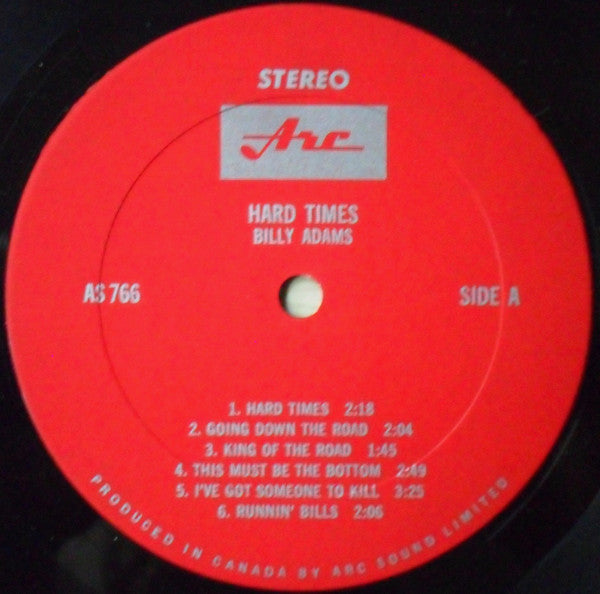 STEREO
Arc
HARD TIMES
BILLY ADAMS
AS 766
SIDE A
1. HARD TIMES 2:18
2. GOING DOWN THE ROAD 2:04
3. KING OF THE ROAD 1:45
4. THIS MUST BE THE BOTTOM 2:49
5. I'VE GOT SOMEONE TO KILL 3:25
6. RUNNIN' BILLS 2:06
PRODUCED IN CANADA BY ARC SOUND LIMITED